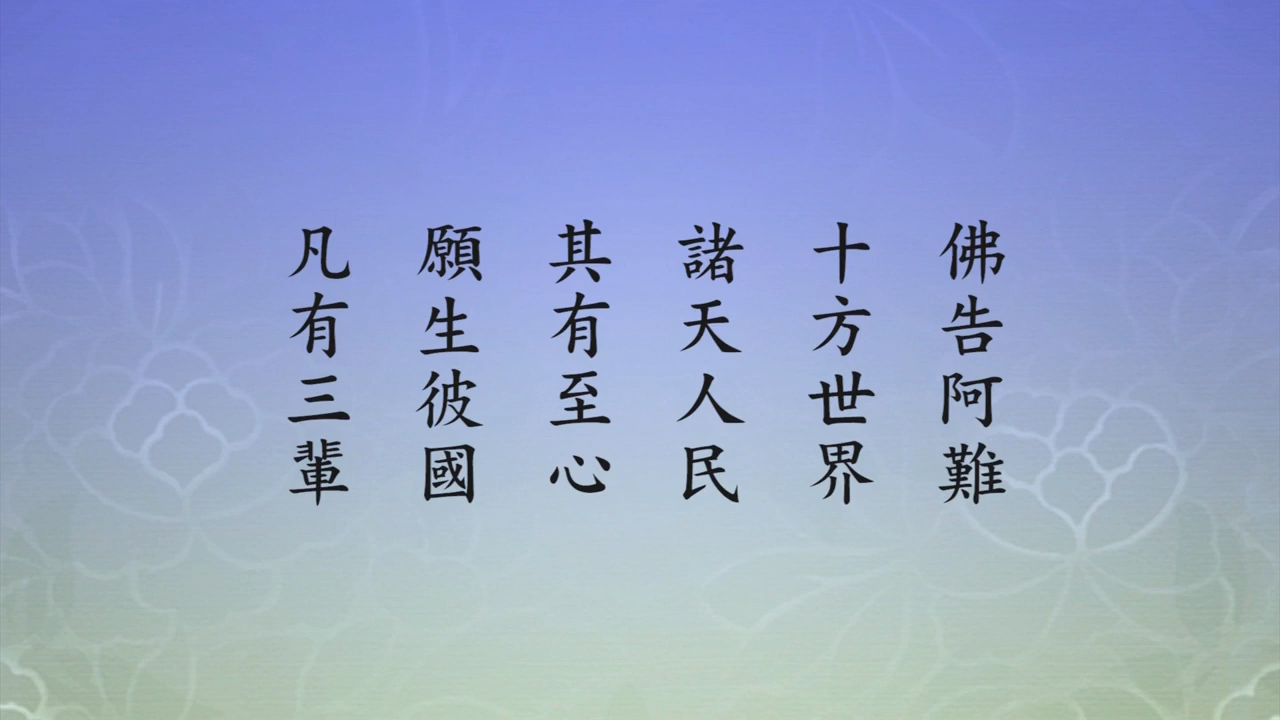 佛告阿難
十方世界
諸天人民
其有至心
願生彼國
凡有三輩